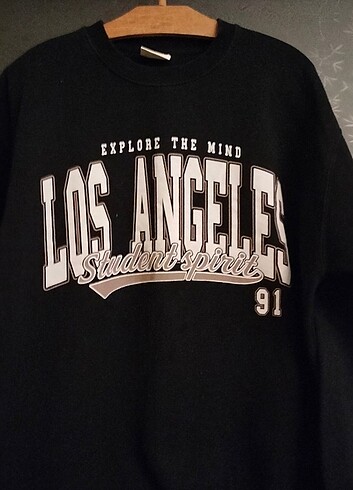 EXPLORE THE MIND
LOS ANGELES
Student spirit
91